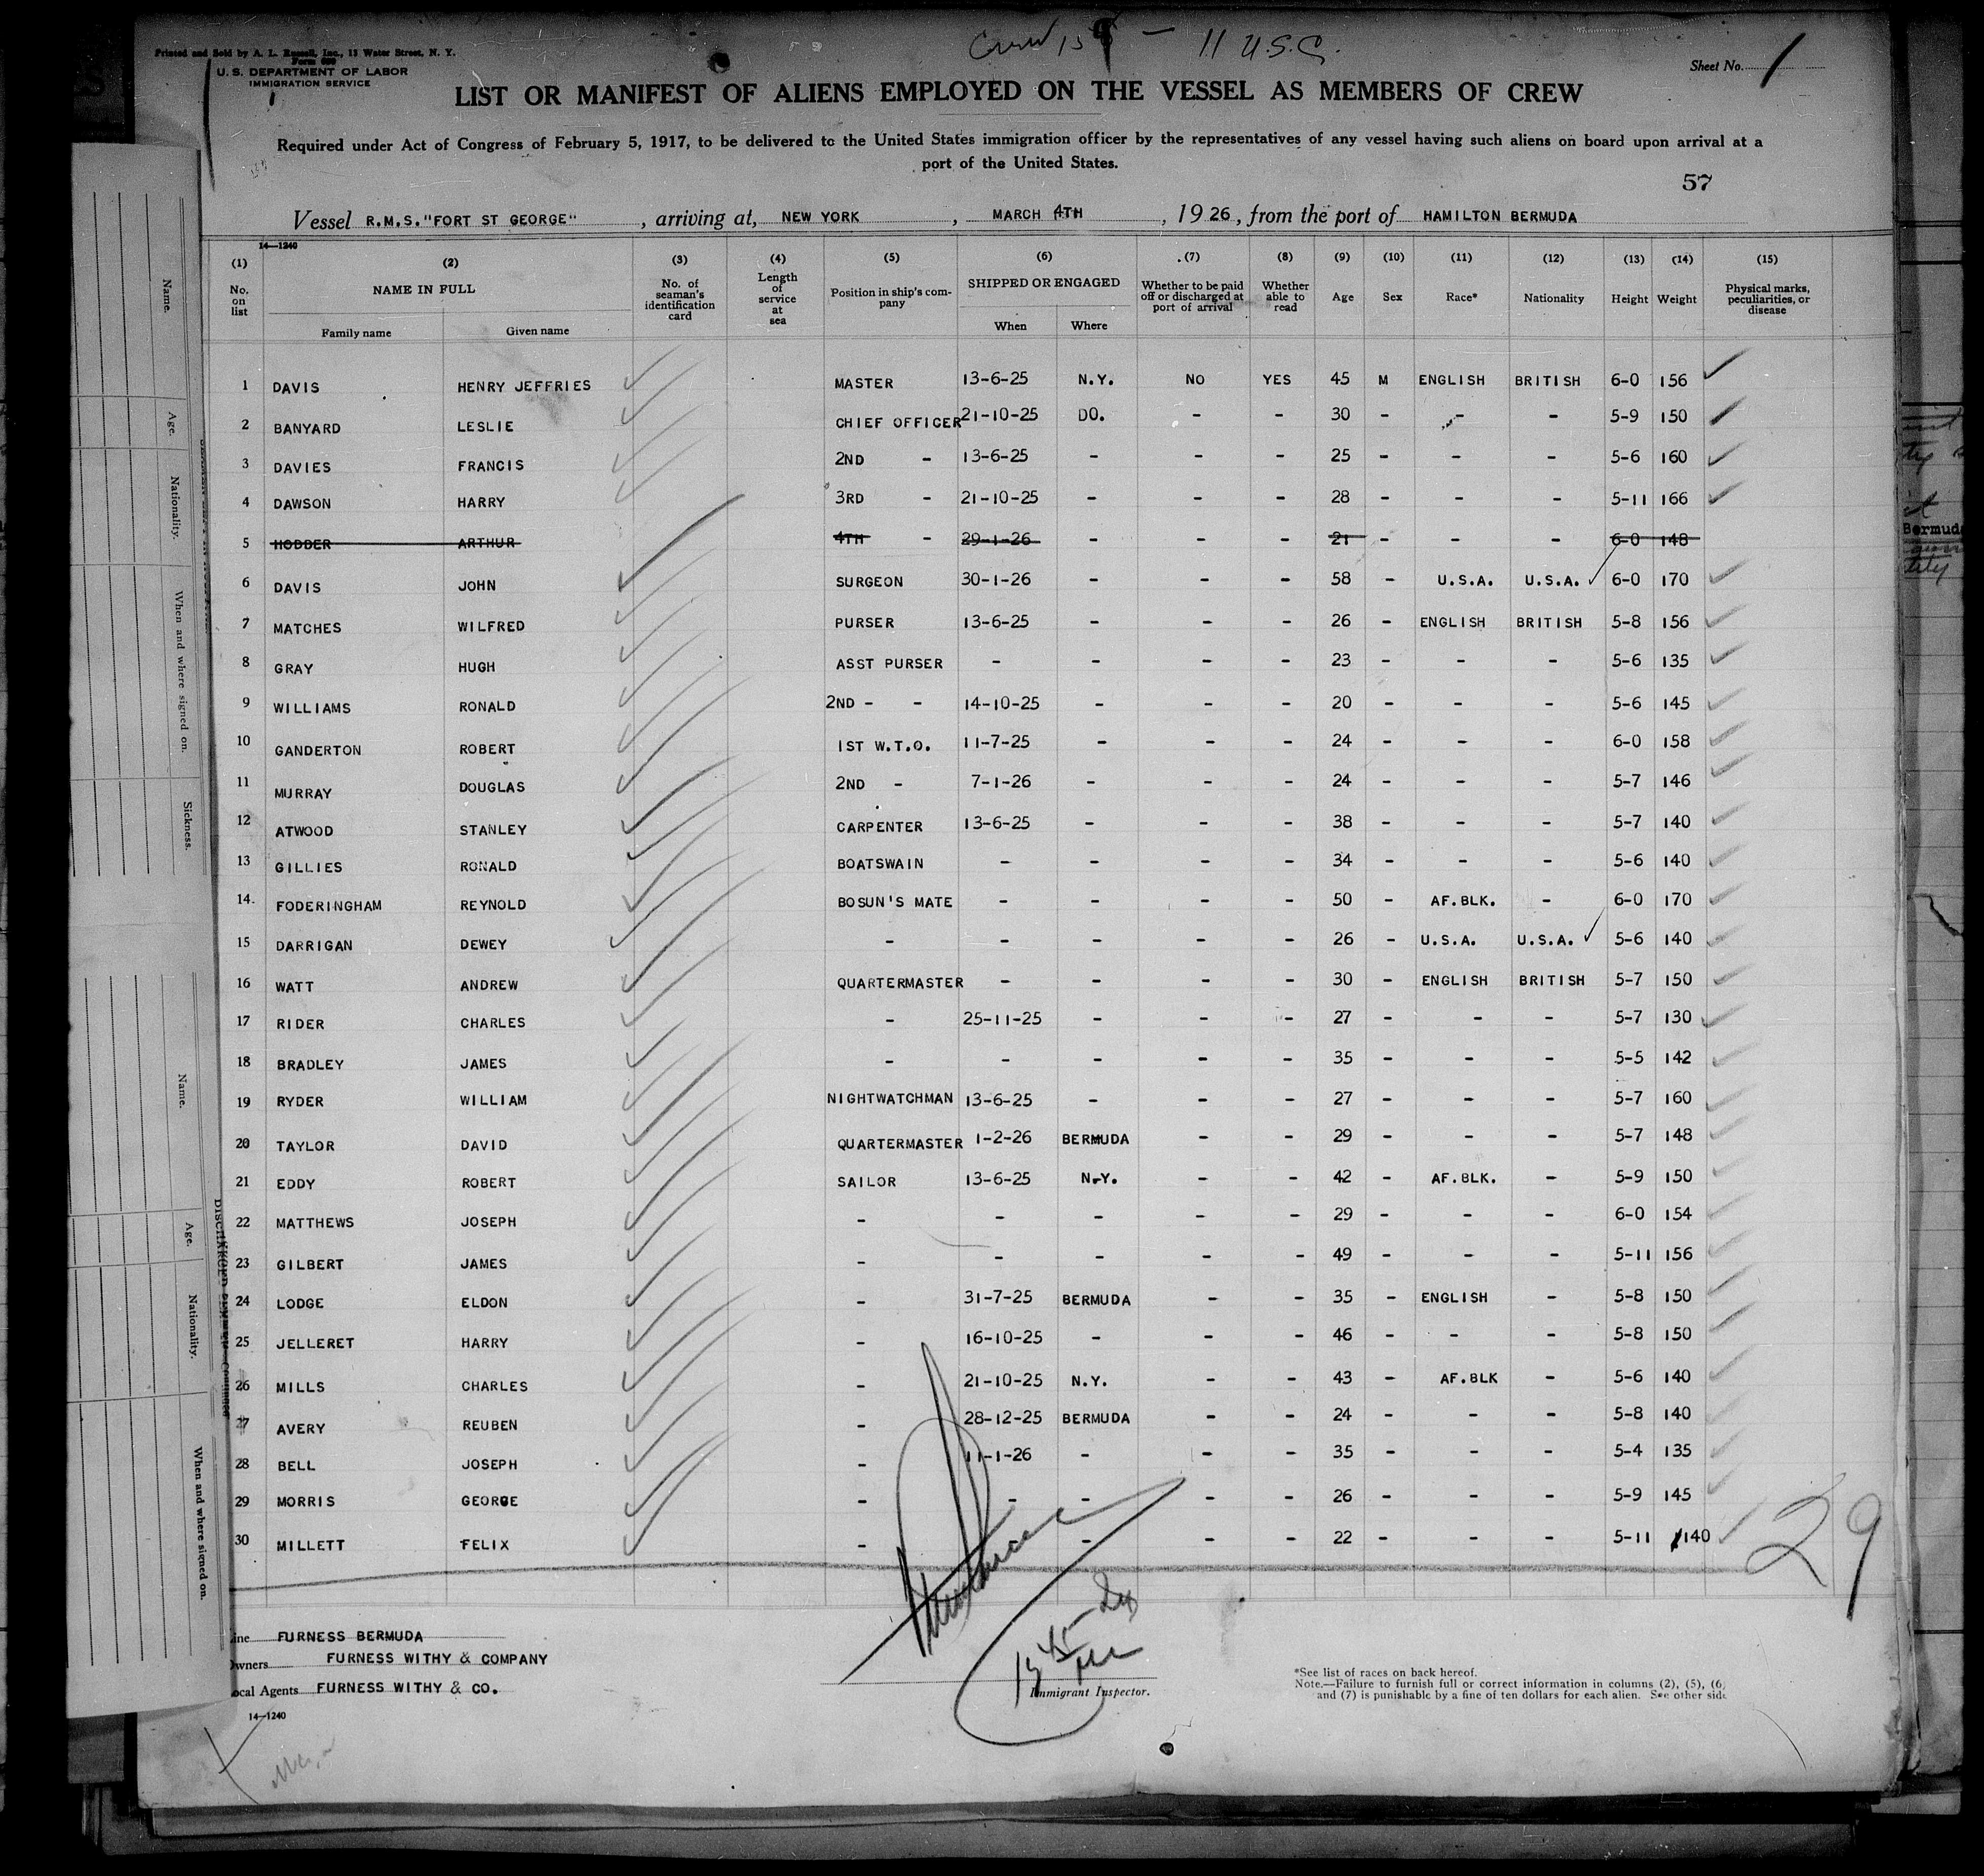 Crew 15 — 11 U.S.C.
Printed and Sold by A. L. Russell, Inc., 13 Water Street, N. Y.
Form 680
U. S. DEPARTMENT OF LABOR
IMMIGRATION SERVICE
Sheet No. 1
LIST OR MANIFEST OF ALIENS EMPLOYED ON THE VESSEL AS MEMBERS OF CREW
Required under Act of Congress of February 5, 1917, to be delivered to the United States immigration officer by the representatives of any vessel having such aliens on board upon arrival at a
port of the United States.
57
Vessel R.M.S. "FORT ST GEORGE" , arriving at, NEW YORK , MARCH 4TH , 19 26 , from the port of HAMILTON BERMUDA
14—1240
(1) (2) (3) (4) (5) (6) (7) (8) (9) (10) (11) (12) (13) (14) (15)
No. on list NAME IN FULL Family name Given name No. of seaman's identification card Length of service at sea Position in ship's company SHIPPED OR ENGAGED When Where Whether to be paid off or discharged at port of arrival Whether able to read Age Sex Race* Nationality Height Weight Physical marks, peculiarities, or disease
1 DAVIS HENRY JEFFRIES MASTER 13-6-25 N.Y. NO YES 45 M ENGLISH BRITISH 6-0 156
2 BANYARD LESLIE CHIEF OFFICER 21-10-25 DO. - - 30 - - - 5-9 150
3 DAVIES FRANCIS 2ND - 13-6-25 - - - 25 - - - 5-6 160
4 DAWSON HARRY 3RD - 21-10-25 - - - 28 - - - 5-11 166
5 HODDER ARTHUR 4TH - 29-1-26 - - - 21 - - - 6-0 148
6 DAVIS JOHN SURGEON 30-1-26 - - - 58 - U.S.A. U.S.A. 6-0 170
7 MATCHES WILFRED PURSER 13-6-25 - - - 26 - ENGLISH BRITISH 5-8 156
8 GRAY HUGH ASST PURSER - - - - 23 - - - 5-6 135
9 WILLIAMS RONALD 2ND - - 14-10-25 - - - 20 - - - 5-6 145
10 GANDERTON ROBERT 1ST W.T.O. 11-7-25 - - - 24 - - - 6-0 158
11 MURRAY DOUGLAS 2ND - 7-1-26 - - - 24 - - - 5-7 146
12 ATWOOD STANLEY CARPENTER 13-6-25 - - - 38 - - - 5-7 140
13 GILLIES RONALD BOATSWAIN - - - - 34 - - - 5-6 140
14. FODERINGHAM REYNOLD BOSUN'S MATE - - - - 50 - AF.BLK. - 6-0 170
15 DARRIGAN DEWEY - - - - - 26 - U.S.A. U.S.A. 5-6 140
16 WATT ANDREW QUARTERMASTER - - - - 30 - ENGLISH BRITISH 5-7 150
17 RIDER CHARLES - 25-11-25 - - - 27 - - - 5-7 130
18 BRADLEY JAMES - - - - - 35 - - - 5-5 142
19 RYDER WILLIAM NIGHTWATCHMAN 13-6-25 - - - 27 - - - 5-7 160
20 TAYLOR DAVID QUARTERMASTER 1-2-26 BERMUDA - - 29 - - - 5-7 148
21 EDDY ROBERT SAILOR 13-6-25 N.Y. - - 42 - AF.BLK. - 5-9 150
22 MATTHEWS JOSEPH - - - - - 29 - - - 6-0 154
23 GILBERT JAMES - - - - - 49 - - - 5-11 156
24 LODGE ELDON - 31-7-25 BERMUDA - - 35 - ENGLISH - 5-8 150
25 JELLERET HARRY - 16-10-25 - - - 46 - - - 5-8 150
26 MILLS CHARLES - 21-10-25 N.Y. - - 43 - AF.BLK - 5-6 140
27 AVERY REUBEN - 28-12-25 BERMUDA - - 24 - - - 5-8 140
28 BELL JOSEPH - 11-1-26 - - - 35 - - - 5-4 135
29 MORRIS GEORGE - - - - - 26 - - - 5-9 145
30 MILLETT FELIX - - - - 22 - - - 5-11 140
29
Line FURNESS BERMUDA
Owners FURNESS WITHY & COMPANY
Local Agents FURNESS WITHY & CO.
14—1240
Immigrant Inspector.
*See list of races on back hereof.
Note.—Failure to furnish full or correct information in columns (2), (5), (6)
and (7) is punishable by a fine of ten dollars for each alien. See other side
Name.
Age.
Nationality.
When and where signed on.
Sickness.
Name.
Age.
Nationality.
When and where signed on.
Bermuda